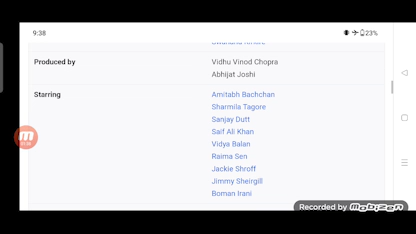 9:38
23%
Produced by
Vidhu Vinod Chopra
Abhijat Joshi
Starring
Amitabh Bachchan
Sharmila Tagore
Sanjay Dutt
Saif Ali Khan
Vidya Balan
Raima Sen
Jackie Shroff
Jimmy Sheirgill
Boman Irani
Recorded by Mobizen